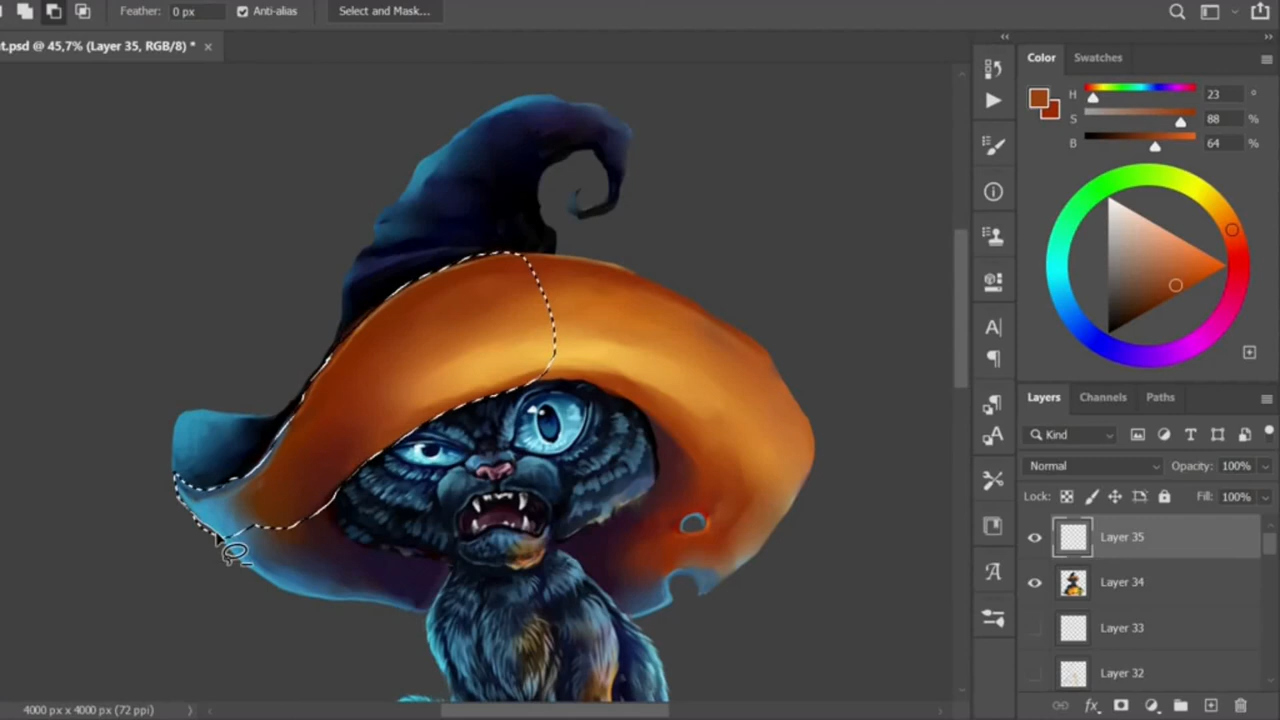 Feather: 0 px Anti-alias Select and Mask...
t.psd @ 45,7% (Layer 35, RGB/8) * ×
Color Swatches
H 23 °
S 88 %
B 64 %
Layers Channels Paths
Kind
Normal Opacity: 100%
Lock: Fill: 100%
Layer 35
Layer 34
Layer 33
Layer 32
fx
4000 px x 4000 px (72 ppi)